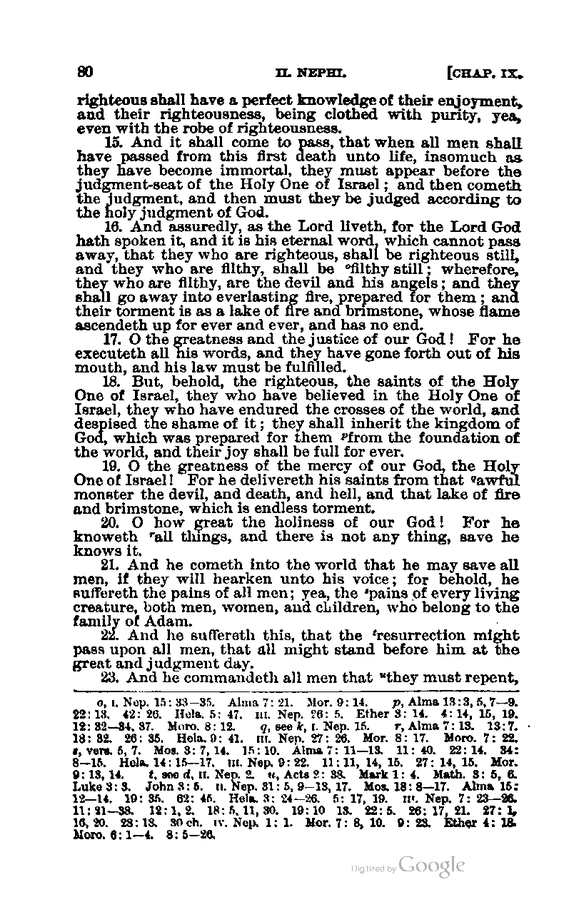 80 II. NEPHI. [CHAP. IX.
righteous shall have a perfect knowledge of their enjoyment,
and their righteousness, being clothed with purity, yea,
even with the robe of righteousness.
15. And it shall come to pass, that when all men shall
have passed from this first death unto life, insomuch as
they have become immortal, they must appear before the
judgment-seat of the Holy One of Israel; and then cometh
the judgment, and then must they be judged according to
the holy judgment of God.
16. And assuredly, as the Lord liveth, for the Lord God
hath spoken it, and it is his eternal word, which cannot pass
away, that they who are righteous, shall be righteous still,
and they who are filthy, shall be °filthy still; wherefore,
they who are filthy, are the devil and his angels; and they
shall go away into everlasting fire, prepared for them; and
their torment is as a lake of fire and brimstone, whose flame
ascendeth up for ever and ever, and has no end.
17. O the greatness and the justice of our God! For he
executeth all his words, and they have gone forth out of his
mouth, and his law must be fulfilled.
18. But, behold, the righteous, the saints of the Holy
One of Israel, they who have believed in the Holy One of
Israel, they who have endured the crosses of the world, and
despised the shame of it; they shall inherit the kingdom of
God, which was prepared for them ᵖfrom the foundation of
the world, and their joy shall be full for ever.
19. O the greatness of the mercy of our God, the Holy
One of Israel! For he delivereth his saints from that qawful
monster the devil, and death, and hell, and that lake of fire
and brimstone, which is endless torment.
20. O how great the holiness of our God! For he
knoweth ʳall things, and there is not any thing, save he
knows it.
21. And he cometh into the world that he may save all
men, if they will hearken unto his voice; for behold, he
suffereth the pains of all men; yea, the ˢpains of every living
creature, both men, women, and children, who belong to the
family of Adam.
22. And he suffereth this, that the ᵗresurrection might
pass upon all men, that all might stand before him at the
great and judgment day.
23. And he commandeth all men that ᵘthey must repent,
o, I. Nep. 15: 33—35. Alma 7: 21. Mor. 9: 14. p, Alma 13: 3, 5, 7—9.
22: 13. 42: 26. Hela. 5: 47. III. Nep. 26: 5. Ether 3: 14. 4: 14, 15, 19.
12: 32—34, 37. Moro. 8: 12. q, see k, I. Nep. 15. r, Alma 7: 13. 13: 7.
18: 32. 26: 35. Hela. 9: 41. III. Nep. 27: 26. Mor. 8: 17. Moro. 7: 22.
s, vers. 5, 7. Mos. 3: 7, 14. 15: 10. Alma 7: 11—13. 11: 40. 22: 14. 34:
8—15. Hela. 14: 15—17. III. Nep. 9: 22. 11: 11, 14, 15. 27: 14, 15. Mor.
9: 13, 14. t, see d, II. Nep. 2. u, Acts 2: 38. Mark 1: 4. Math. 3: 5, 6.
Luke 3: 3. John 3: 5. II. Nep. 31: 5, 9—13, 17. Mos. 18: 8—17. Alma 15:
12—14. 19: 35. 62: 45. Hela. 3: 24—26. 5: 17, 19. III. Nep. 7: 23—26.
11: 21—38. 12: 1, 2. 18: 5, 11, 30. 19: 10 13. 22: 5. 26: 17, 21. 27: 1,
16, 20. 28: 18. 30 ch. IV. Nep. 1: 1. Mor. 7: 8, 10. 9: 23. Ether 4: 18.
Moro. 6: 1—4. 8: 5—26.
Digitized by Google